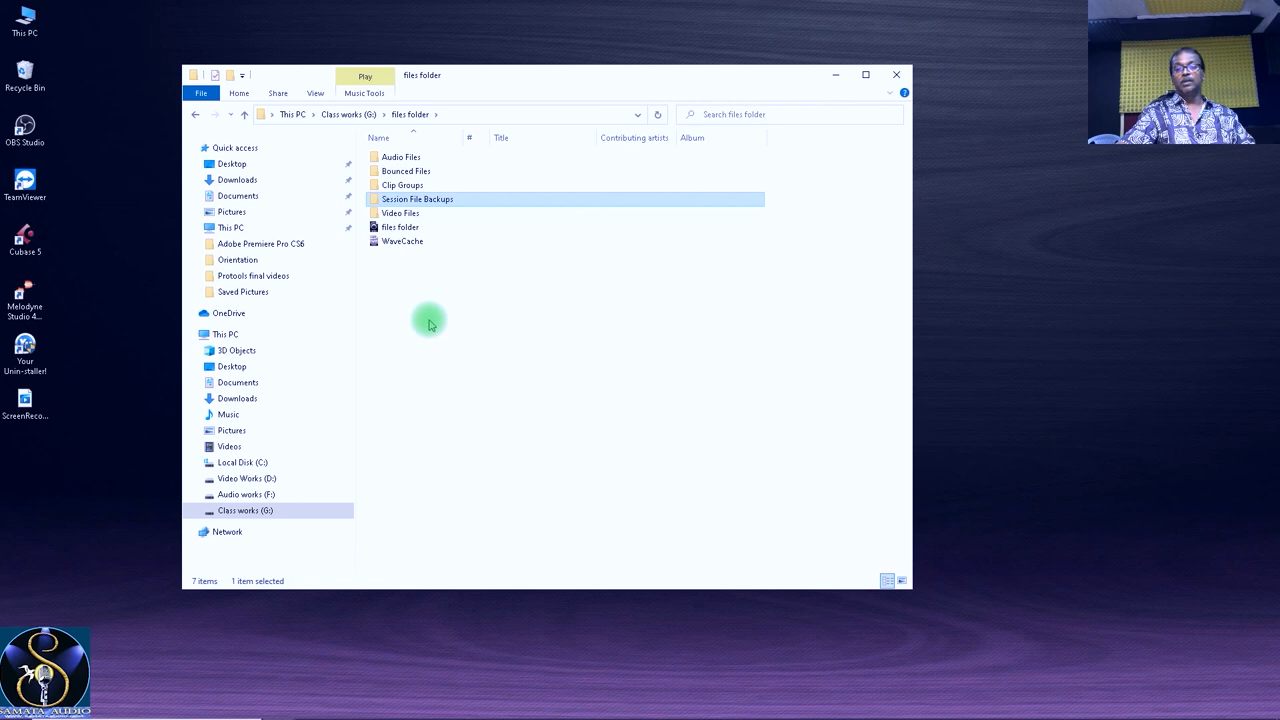 This PC
Recycle Bin
OBS Studio
TeamViewer
Cubase 5
Melodyne
Studio 4...
Your
Unin-staller!
ScreenReco...
Play
files folder
File
Home
Share
View
Music Tools
This PC
Class works (G:)
files folder
Search files folder
Name
#
Title
Contributing artists
Album
Quick access
Desktop
Downloads
Documents
Pictures
This PC
Adobe Premiere Pro CS6
Orientation
Protools final videos
Saved Pictures
OneDrive
This PC
3D Objects
Desktop
Documents
Downloads
Music
Pictures
Videos
Local Disk (C:)
Video Works (D:)
Audio works (F:)
Class works (G:)
Network
Audio Files
Bounced Files
Clip Groups
Session File Backups
Video Files
files folder
WaveCache
7 items
1 item selected
SAMATA AUDIO